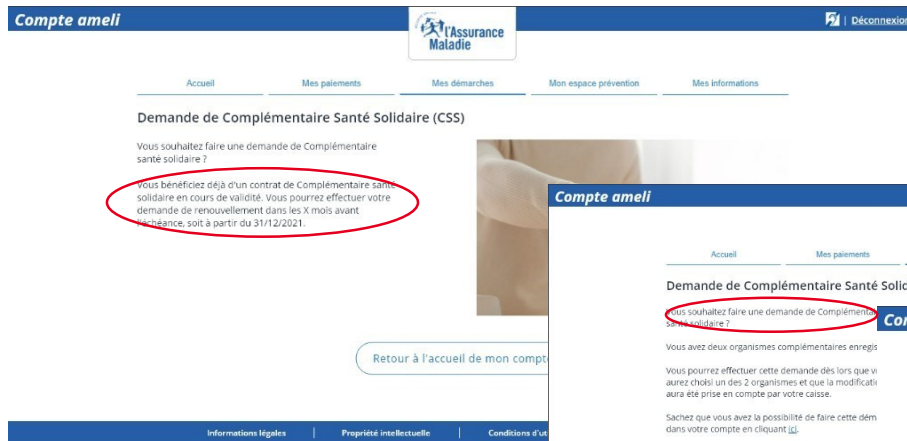 Compte ameli
l'Assurance
Maladie
Déconnexion
Accueil
Mes paiements
Mes démarches
Mon espace prévention
Mes informations
Demande de Complémentaire Santé Solidaire (CSS)
Vous souhaitez faire une demande de Complémentaire
santé solidaire ?
Vous bénéficiez déjà d'un contrat de Complémentaire santé
solidaire en cours de validité. Vous pourrez effectuer votre
demande de renouvellement dans les X mois avant
l'échéance, soit à partir du 31/12/2021.
Retour à l'accueil de mon compt
Informations légales
Propriété intellectuelle
Conditions d'ut
Compte ameli
Accueil
Mes paiements
Demande de Complémentaire Santé Solid
Vous souhaitez faire une demande de Complémenta
santé solidaire ?
Vous avez deux organismes complémentaires enregis
Vous pourrez effectuer cette demande dès lors que v
aurez choisi un des 2 organismes et que la modificati
aura été prise en compte par votre caisse.
Sachez que vous avez la possibilité de faire cette dém
dans votre compte en cliquant ici.
Con